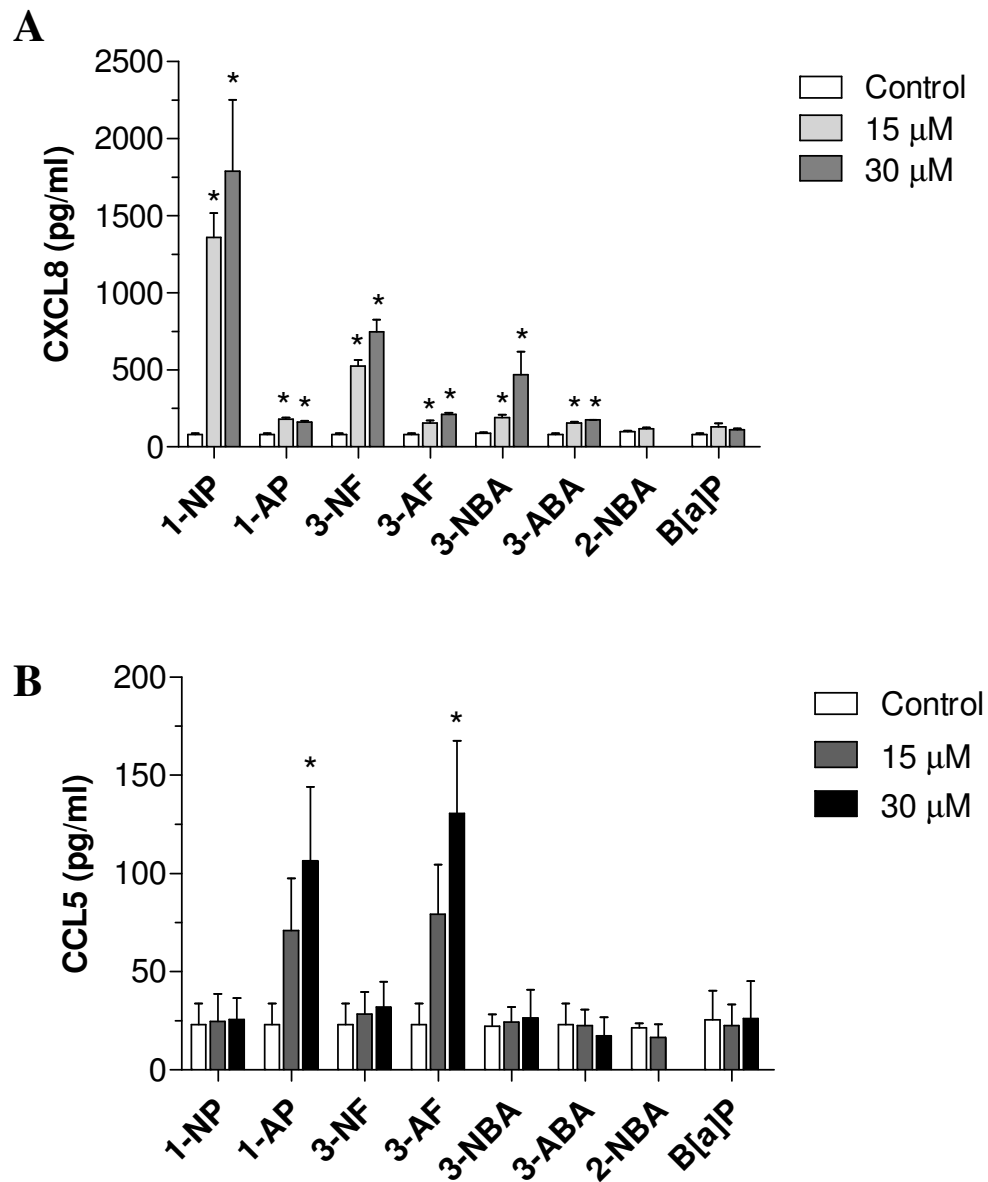 A
2500
2000
1500
1000
500
0
CXCL8 (pg/ml)
* * * * * * * * * * * *
Control
15 µM
30 µM
1-NP 1-AP 3-NF 3-AF 3-NBA 3-ABA 2-NBA B[a]P
B
200
150
100
50
0
CCL5 (pg/ml)
* *
Control
15 µM
30 µM
1-NP 1-AP 3-NF 3-AF 3-NBA 3-ABA 2-NBA B[a]P